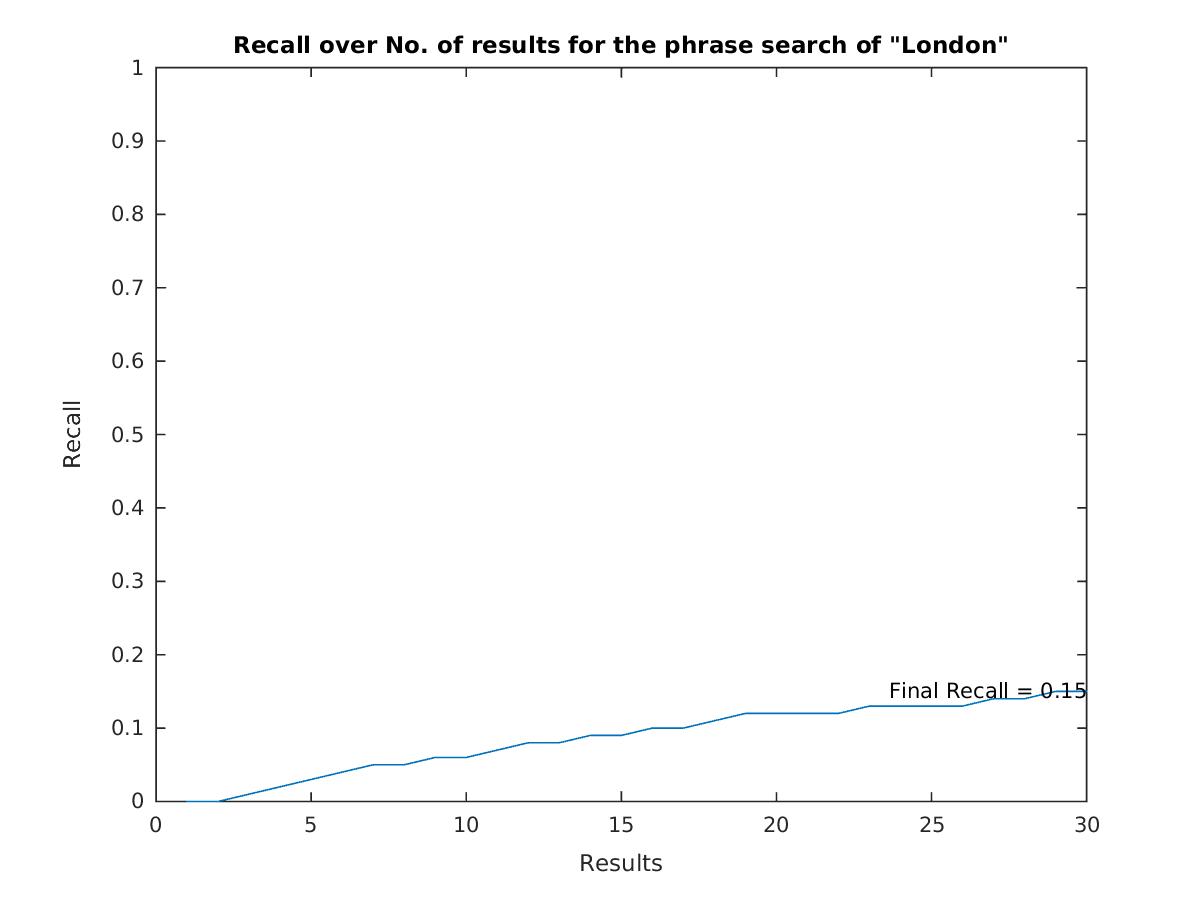 Recall over No. of results for the phrase search of "London"
1
0.9
0.8
0.7
0.6
0.5
0.4
0.3
0.2
0.1
0
Recall
Final Recall = 0.15
0 5 10 15 20 25 30
Results